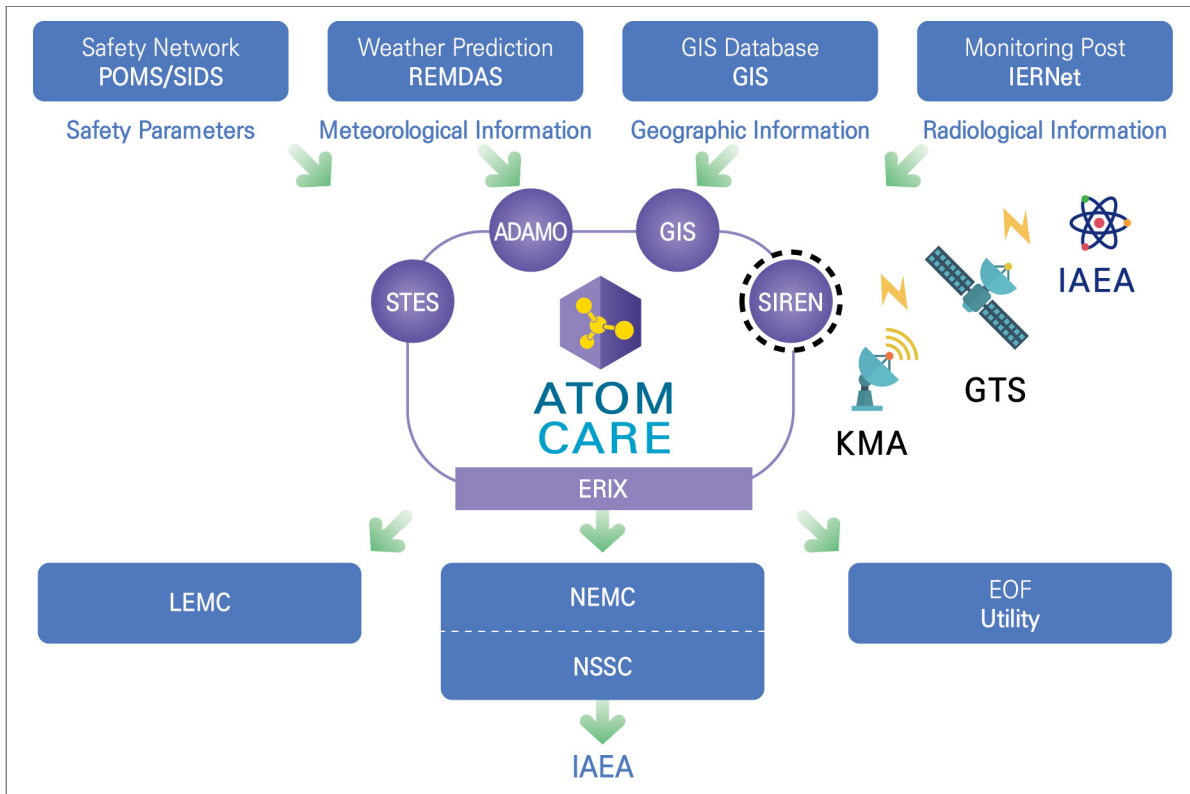 Safety Network
POMS/SIDS
Weather Prediction
REMDAS
GIS Database
GIS
Monitoring Post
IERNet
Safety Parameters
Meteorological Information
Geographic Information
Radiological Information
ADAMO
GIS
STES
SIREN
IAEA
GTS
KMA
ATOM
CARE
ERIX
LEMC
NEMC
NSSC
EOF
Utility
IAEA